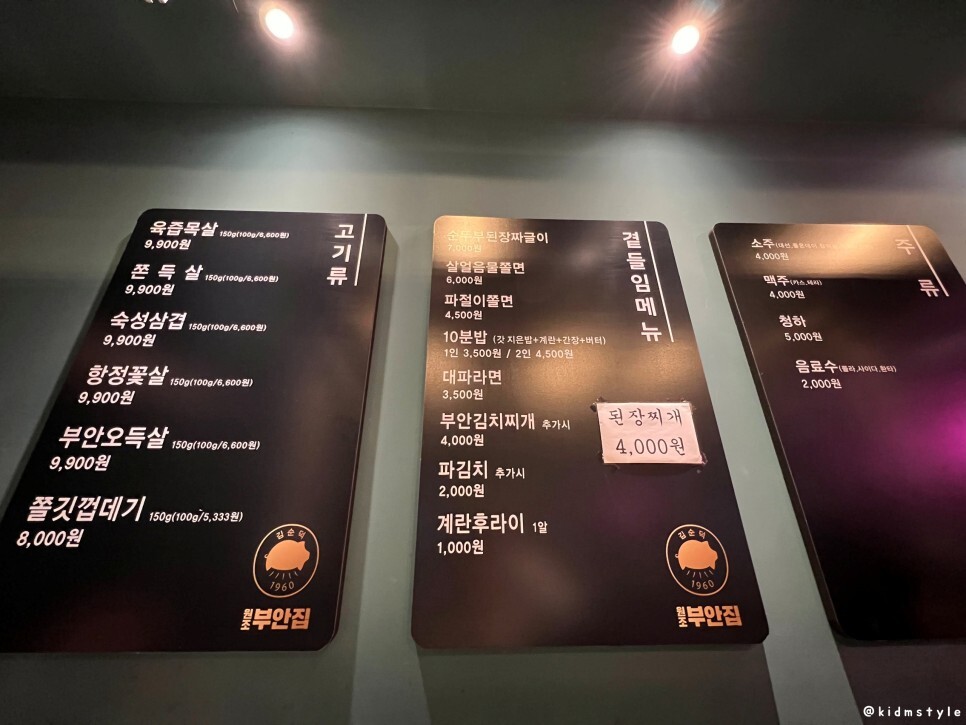 고기류
육즙목살 150g(100g/6,600원)
9,900원
쫀득살 150g(100g/6,600원)
9,900원
숙성삼겹 150g(100g/6,600원)
9,900원
항정꽃살 150g(100g/6,600원)
9,900원
부안오득살 150g(100g/6,600원)
9,900원
쫄깃껍데기 150g(100g/5,333원)
8,000원
김순덕
1960
원조부안집
곁들임메뉴
순두부된장짜글이
살얼음물쫄면
6,000원
파절이쫄면
4,500원
10분밥 (갓 지은밥+계란+간장+버터)
1인 3,500원 / 2인 4,500원
대파라면
3,500원
부안김치찌개 추가시
4,000원
파김치 추가시
2,000원
계란후라이 1알
1,000원
된장찌개
4,000원
김순덕
1960
원조부안집
주류
소주
4,000원
맥주(카스,테라)
4,000원
청하
5,000원
음료수(콜라,사이다,환타)
2,000원
@kidmstyle